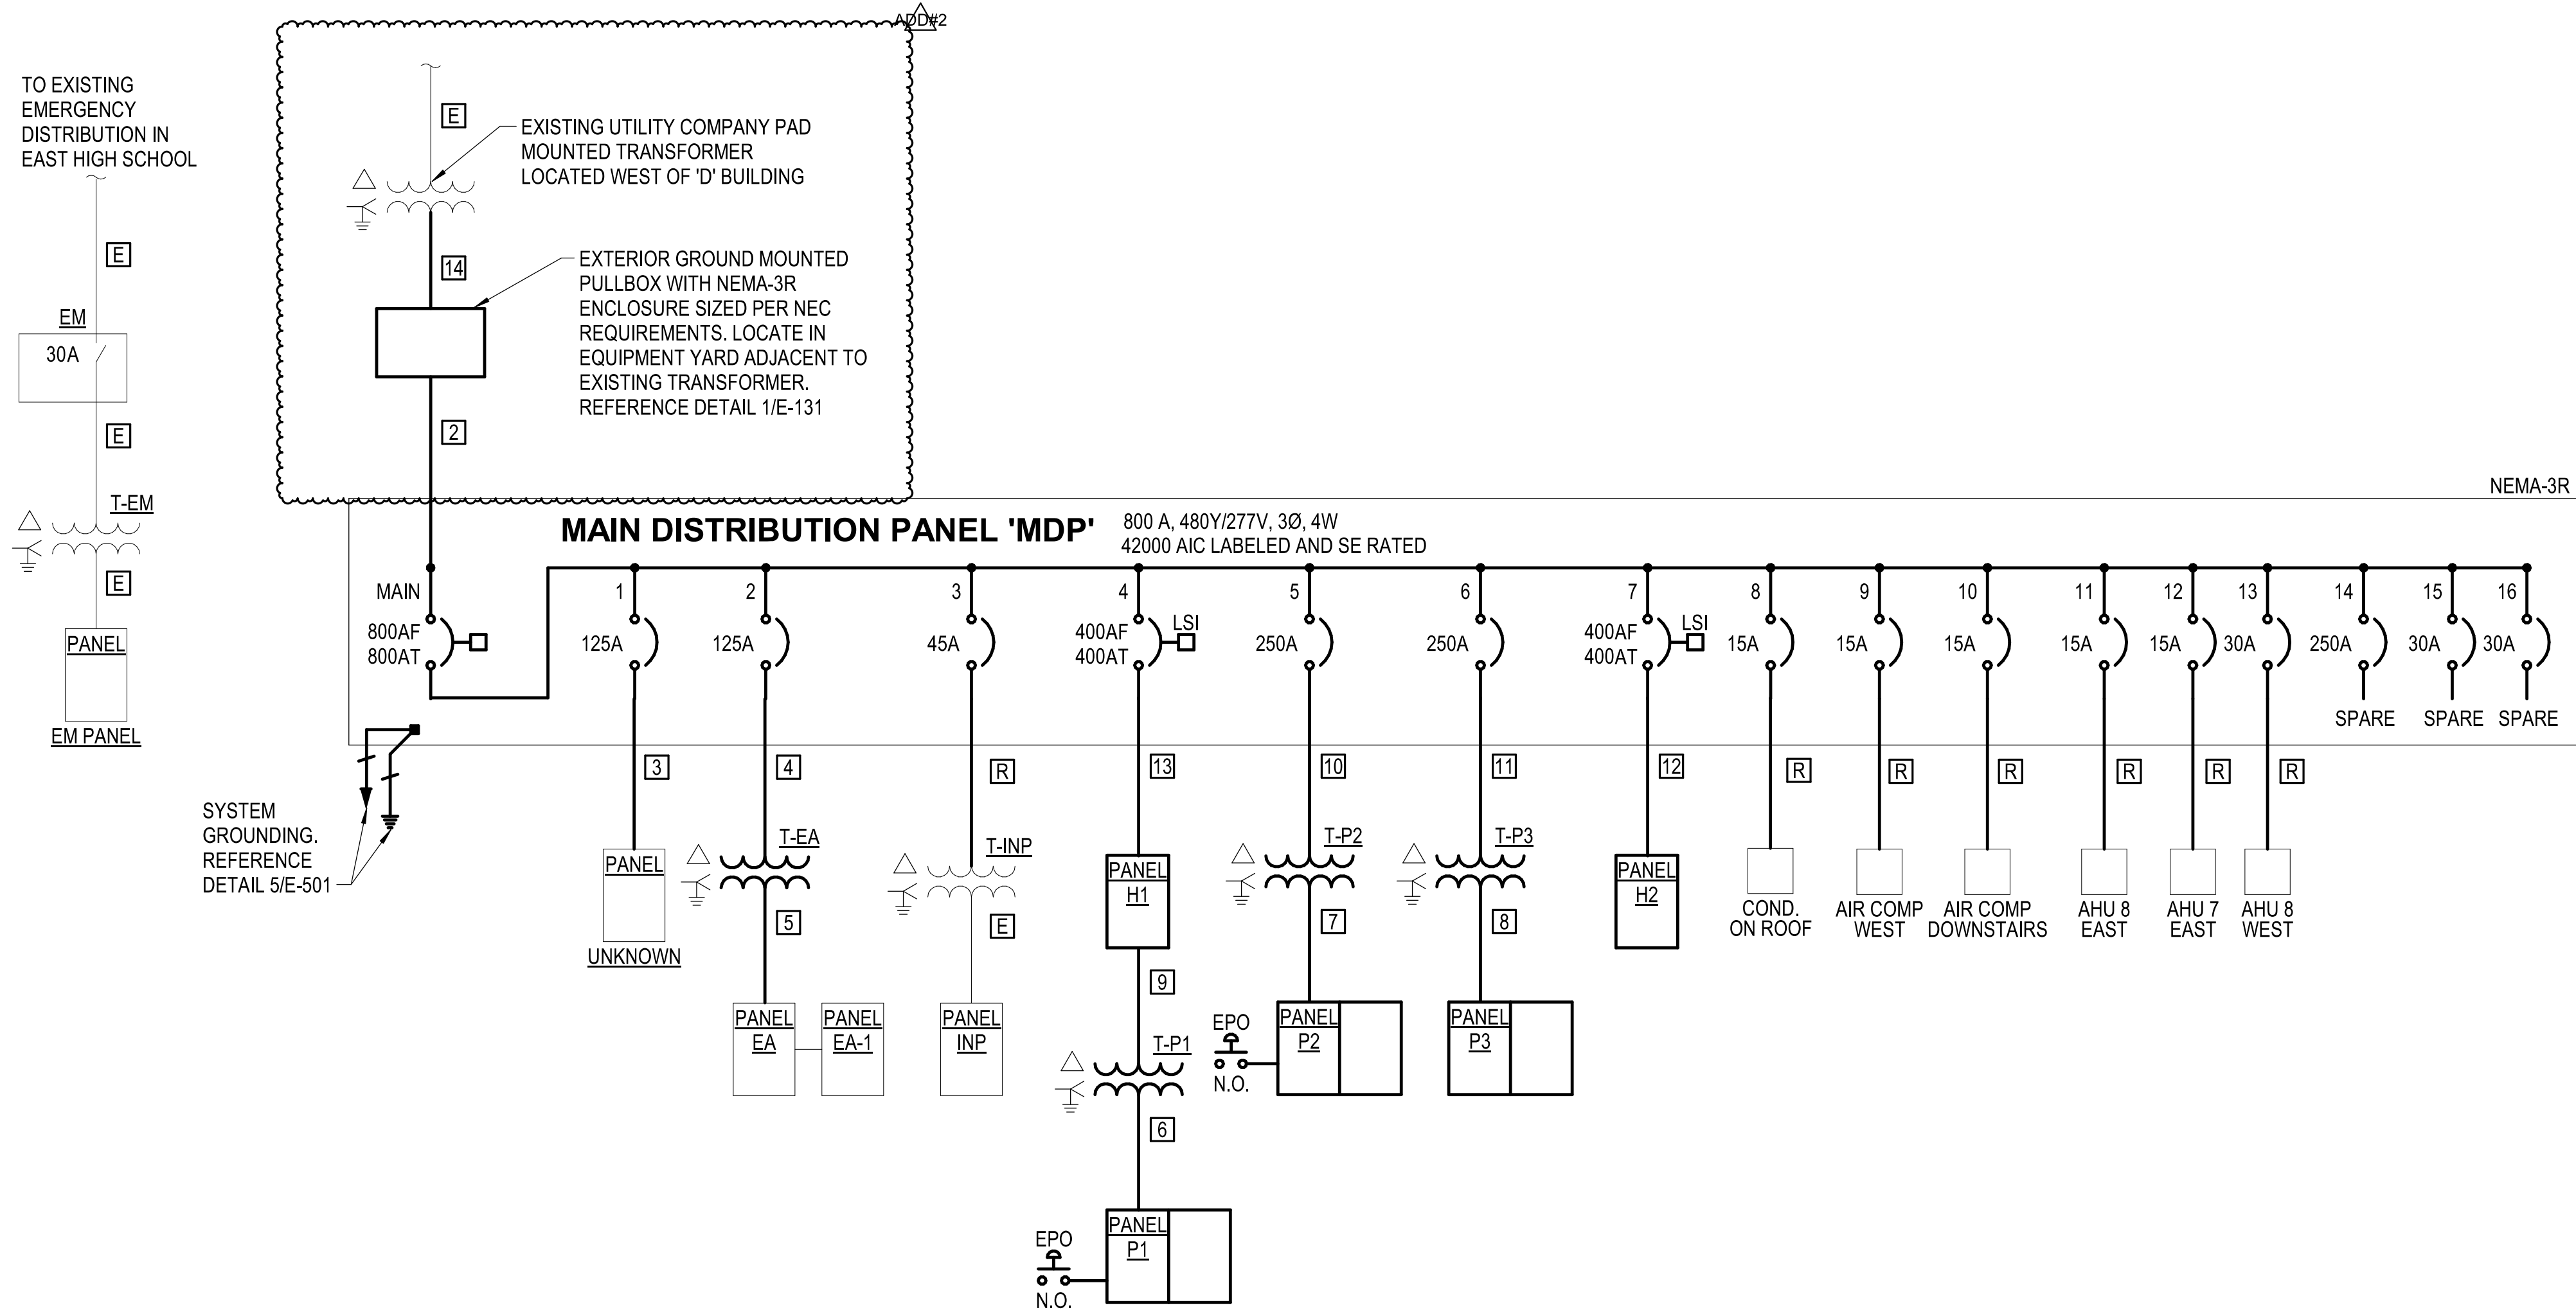 ADD#2
TO EXISTING
EMERGENCY
DISTRIBUTION IN
EAST HIGH SCHOOL
E
EM
30A
E
T-EM
E
PANEL
EM PANEL
E
EXISTING UTILITY COMPANY PAD
MOUNTED TRANSFORMER
LOCATED WEST OF 'D' BUILDING
14
EXTERIOR GROUND MOUNTED
PULLBOX WITH NEMA-3R
ENCLOSURE SIZED PER NEC
REQUIREMENTS. LOCATE IN
EQUIPMENT YARD ADJACENT TO
EXISTING TRANSFORMER.
REFERENCE DETAIL 1/E-131
2
NEMA-3R
MAIN DISTRIBUTION PANEL 'MDP'
800 A, 480Y/277V, 3Ø, 4W
42000 AIC LABELED AND SE RATED
MAIN
800AF
800AT
1
125A
2
125A
3
45A
4
400AF
400AT
LSI
5
250A
6
250A
7
400AF
400AT
LSI
8
15A
9
15A
10
15A
11
15A
12
15A
13
30A
14
250A
SPARE
15
30A
SPARE
16
30A
SPARE
SYSTEM
GROUNDING.
REFERENCE
DETAIL 5/E-501
3
PANEL
UNKNOWN
4
T-EA
5
PANEL
EA
PANEL
EA-1
R
T-INP
E
PANEL
INP
13
PANEL
H1
9
T-P1
6
PANEL
P1
EPO
N.O.
10
T-P2
7
PANEL
P2
EPO
N.O.
11
T-P3
8
PANEL
P3
12
PANEL
H2
R
COND.
ON ROOF
R
AIR COMP
WEST
R
AIR COMP
DOWNSTAIRS
R
AHU 8
EAST
R
AHU 7
EAST
R
AHU 8
WEST